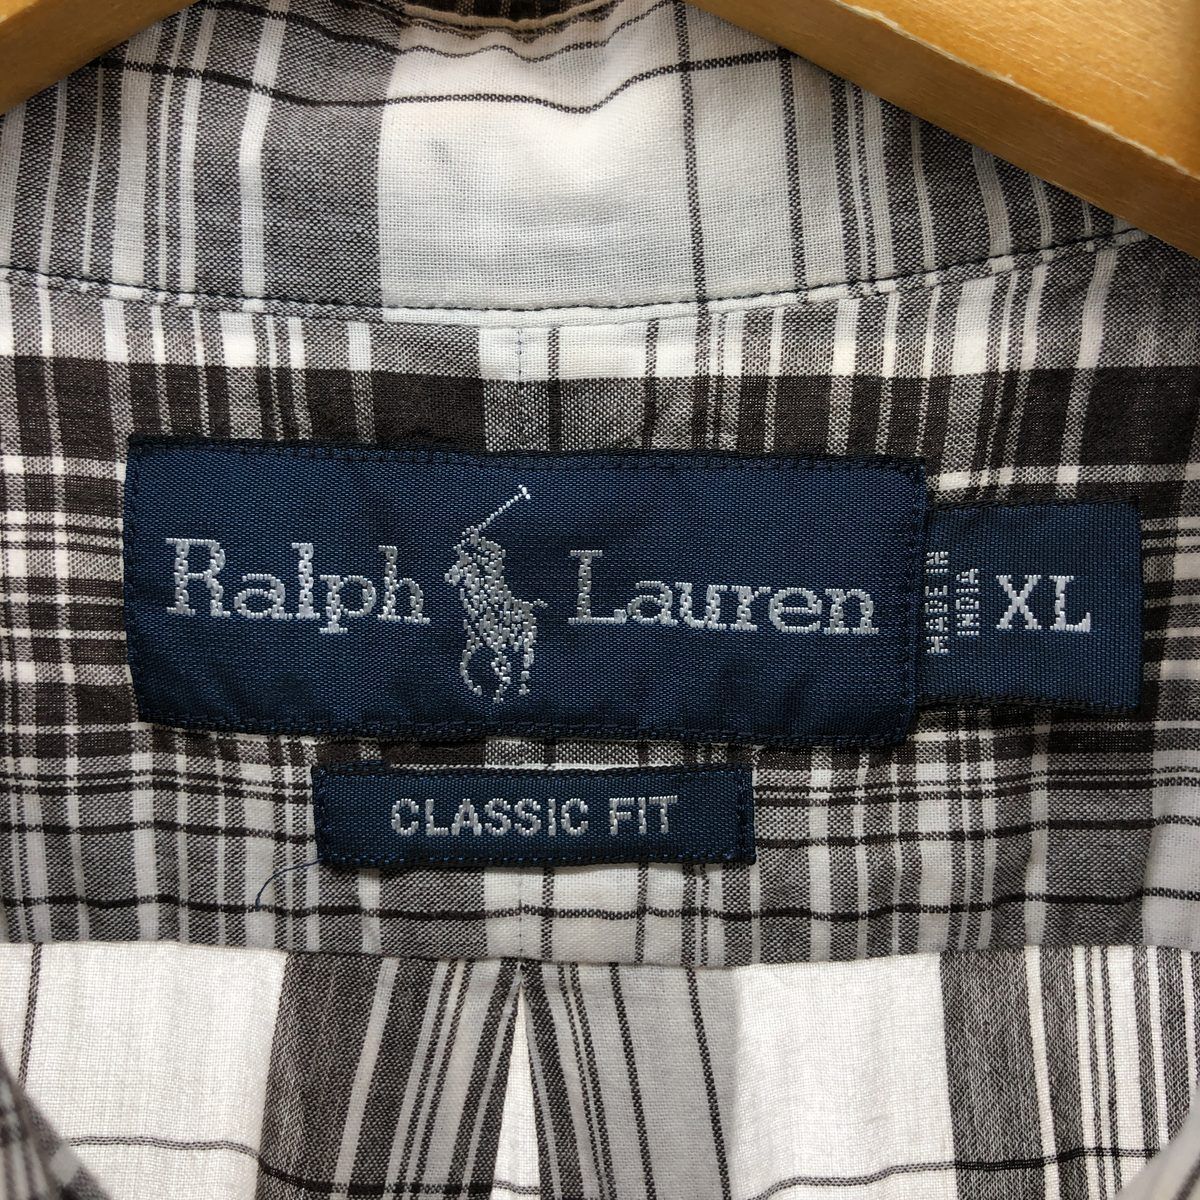 Ralph Lauren
MADE IN
INDIA
XL
CLASSIC FIT